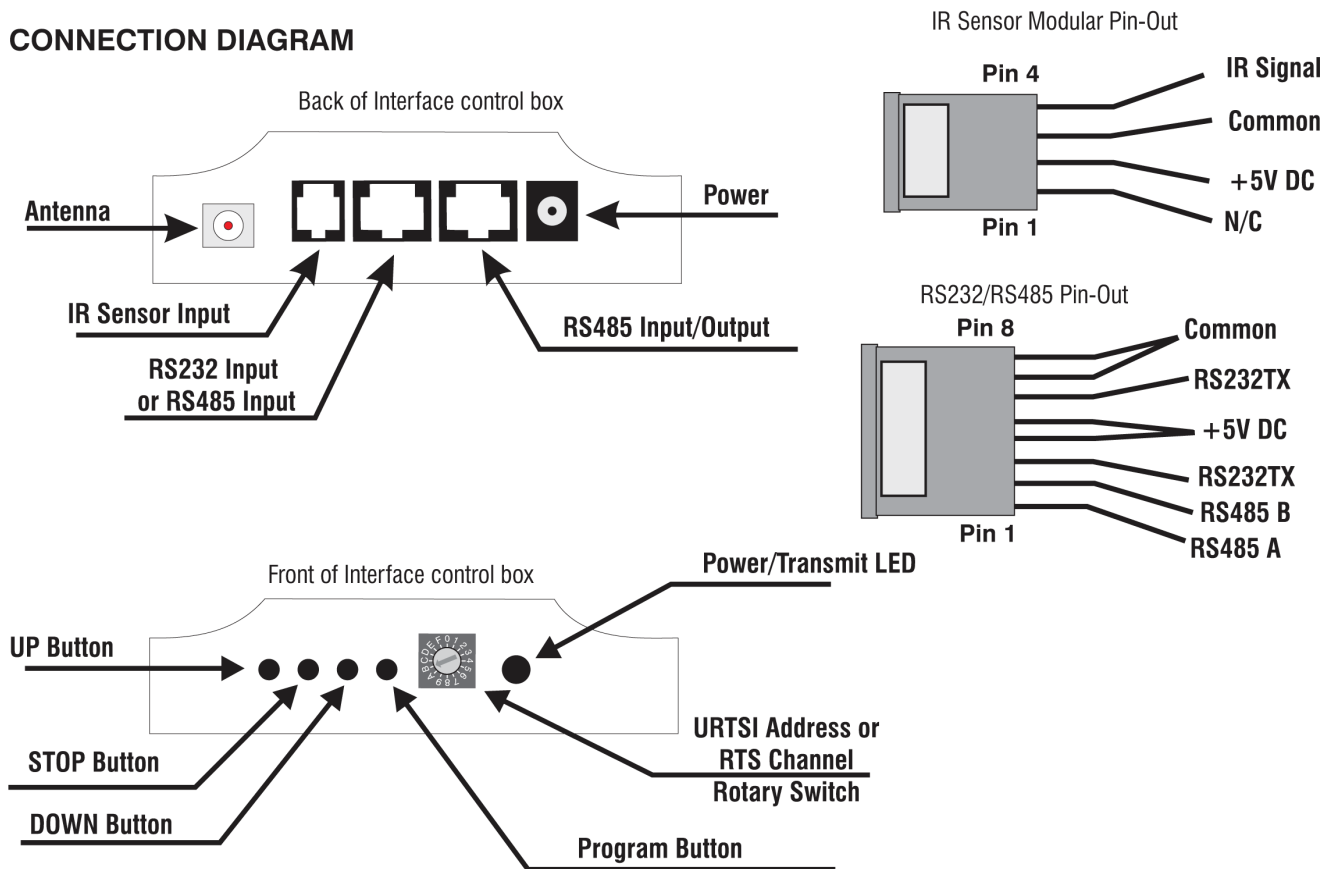 CONNECTION DIAGRAM
Back of Interface control box
Antenna
Power
IR Sensor Input
RS485 Input/Output
RS232 Input
or RS485 Input
IR Sensor Modular Pin-Out
Pin 4
IR Signal
Common
+5V DC
N/C
Pin 1
RS232/RS485 Pin-Out
Pin 8
Common
RS232TX
+5V DC
RS232TX
RS485 B
RS485 A
Pin 1
Front of Interface control box
Power/Transmit LED
UP Button
0123456789ABCDEF
STOP Button
DOWN Button
URTSI Address or
RTS Channel
Rotary Switch
Program Button